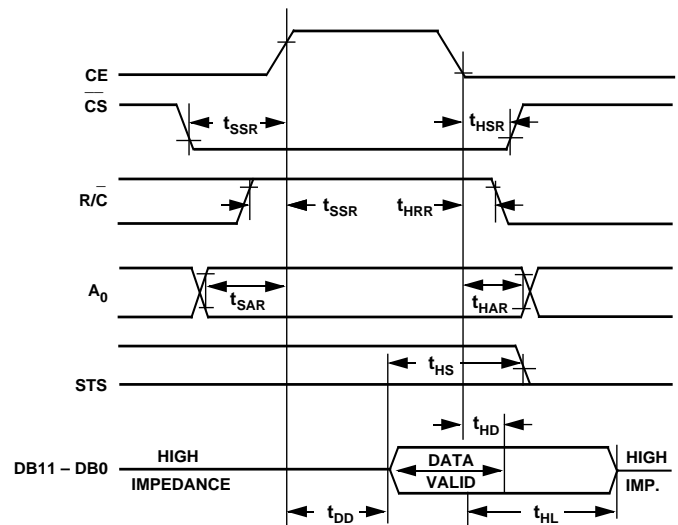 CE
CS
tSSR
tHSR
R/C
tSSR
tHRR
A0
tSAR
tHAR
tHS
STS
tHD
DB11 – DB0
HIGH
IMPEDANCE
DATA
VALID
HIGH
IMP.
tDD
tHL